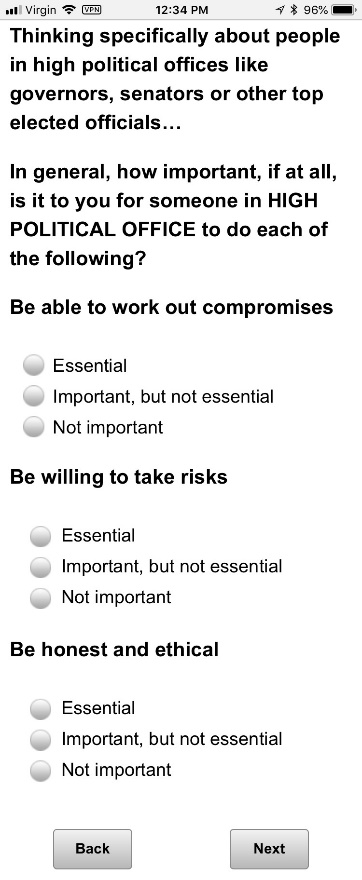 Virgin VPN 12:34 PM 96%
Thinking specifically about people
in high political offices like
governors, senators or other top
elected officials…
In general, how important, if at all,
is it to you for someone in HIGH
POLITICAL OFFICE to do each of
the following?
Be able to work out compromises
Essential
Important, but not essential
Not important
Be willing to take risks
Essential
Important, but not essential
Not important
Be honest and ethical
Essential
Important, but not essential
Not important
Back Next